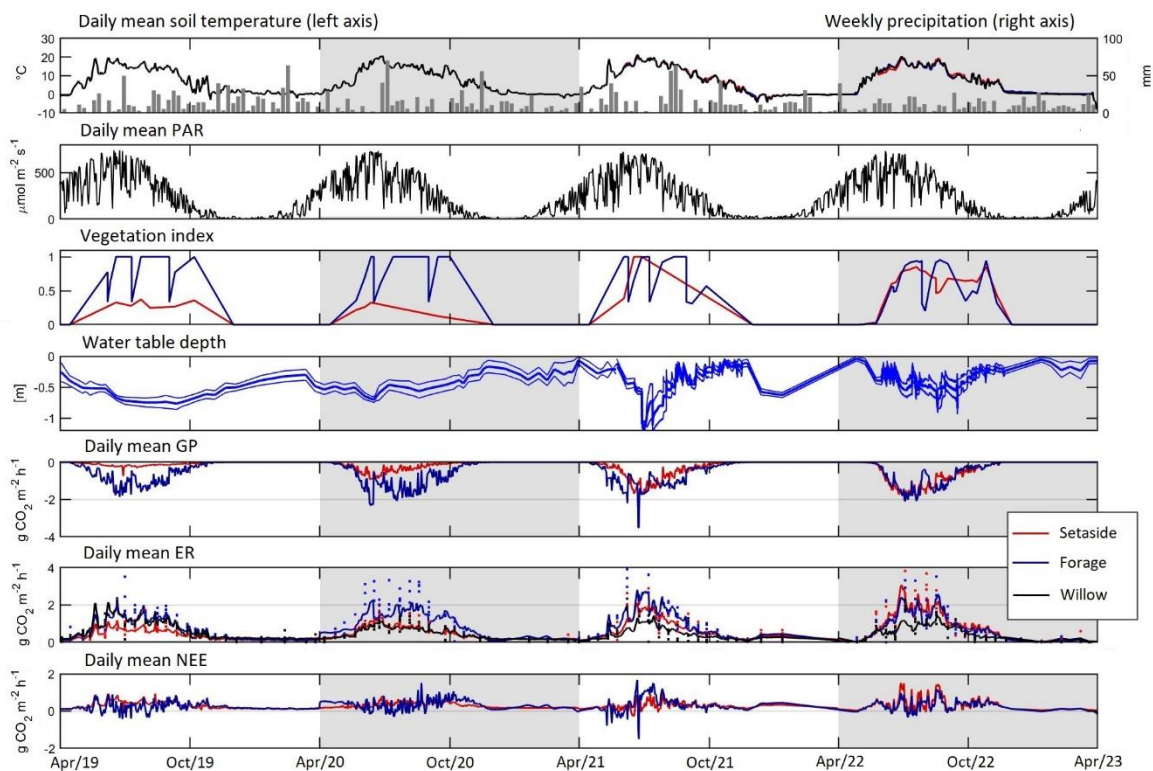 Daily mean soil temperature (left axis) Weekly precipitation (right axis)
30 100
20
10 50
0
-10 0
°C
mm
Daily mean PAR
500
0
µmol m⁻² s⁻¹
Vegetation index
1
0.5
0
Water table depth
0
-0.5
-1
[m]
Daily mean GP
0
-2
-4
g CO₂ m⁻² h⁻¹
Setaside
Forage
Willow
Daily mean ER
4
2
0
g CO₂ m⁻² h⁻¹
Daily mean NEE
2
0
-2
g CO₂ m⁻² h⁻¹
Apr/19 Oct/19 Apr/20 Oct/20 Apr/21 Oct/21 Apr/22 Oct/22 Apr/23